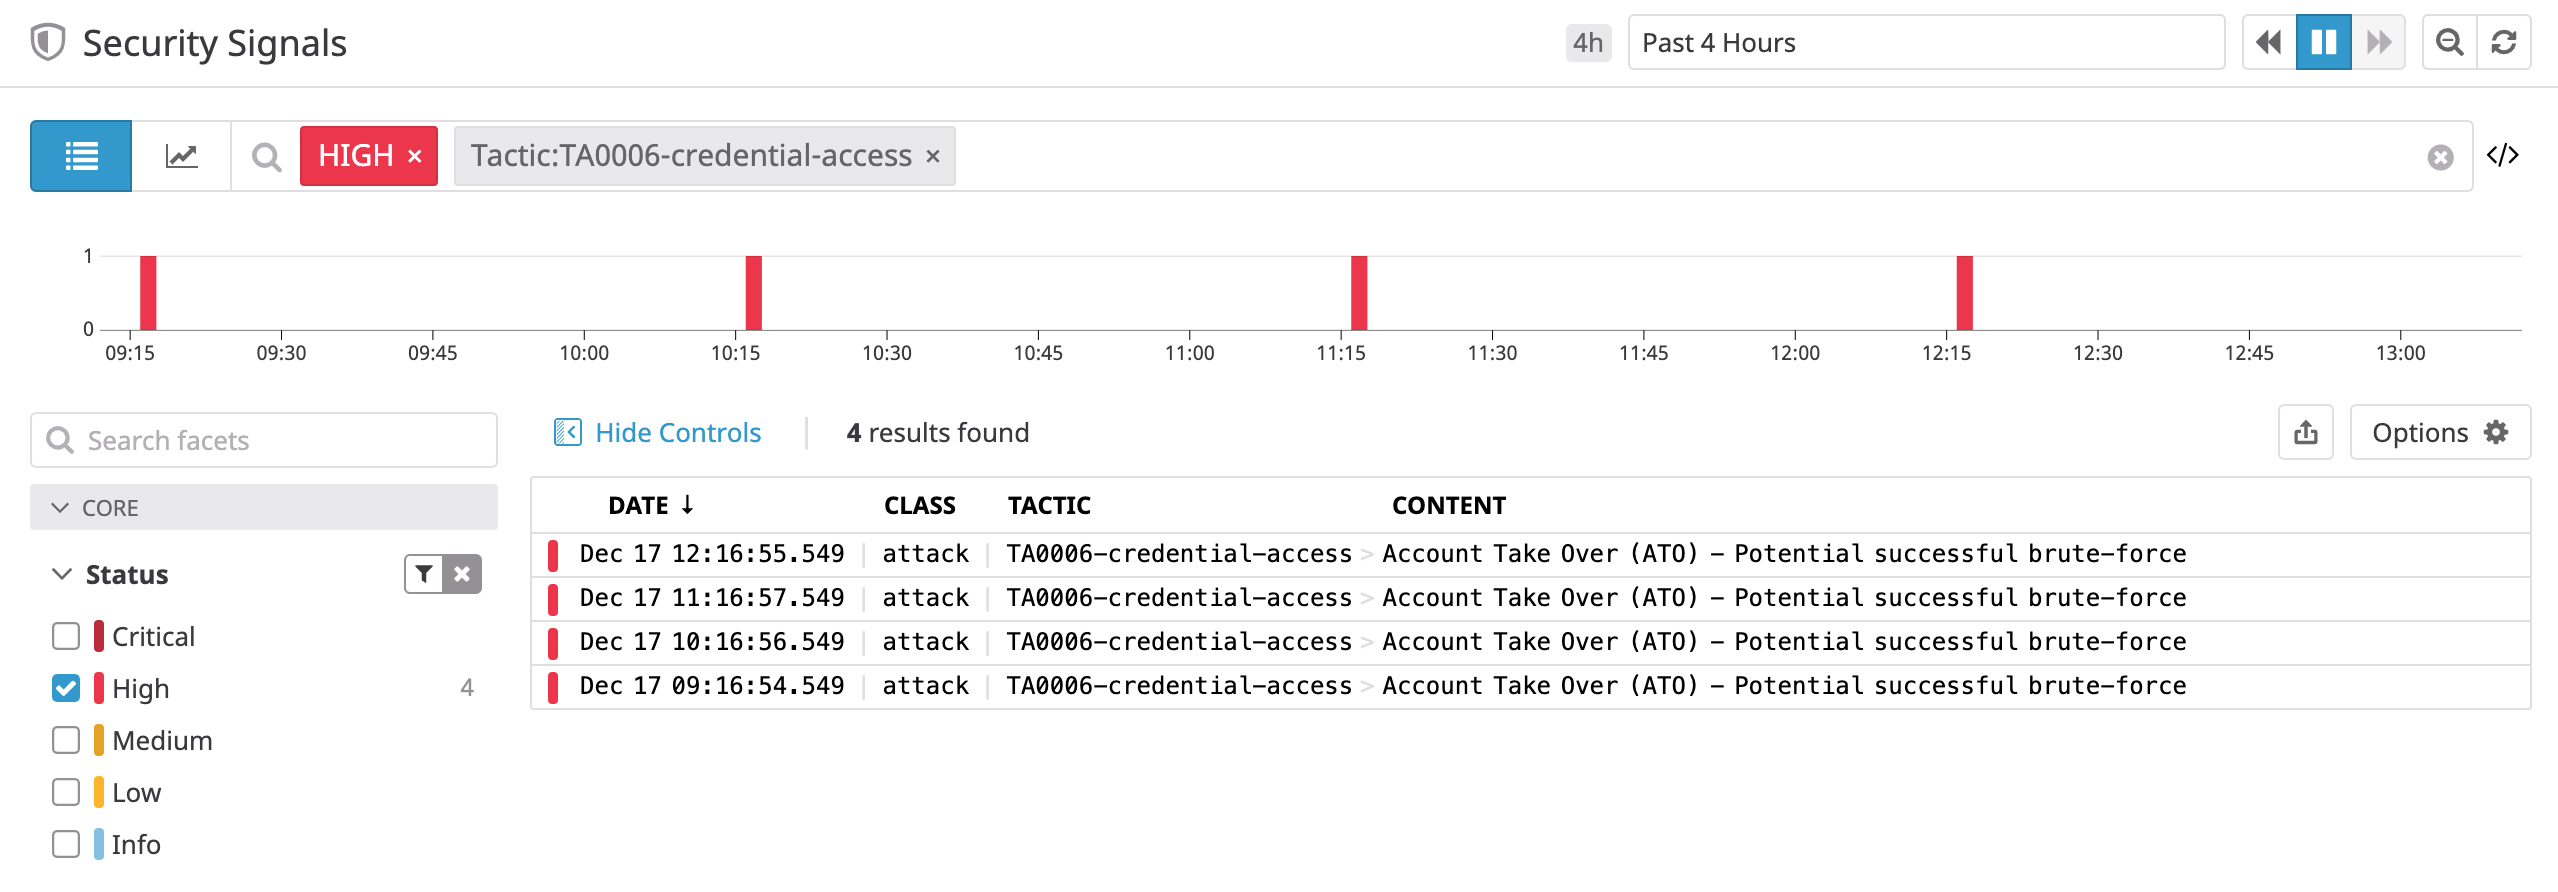 Security Signals
4h Past 4 Hours
HIGH × Tactic:TA0006-credential-access × </>
1
0
09:15 09:30 09:45 10:00 10:15 10:30 10:45 11:00 11:15 11:30 11:45 12:00 12:15 12:30 12:45 13:00
Search facets
Hide Controls 4 results found Options
CORE
Status
Critical
High 4
Medium
Low
Info
DATE ↓ CLASS TACTIC CONTENT
Dec 17 12:16:55.549 | attack | TA0006-credential-access > Account Take Over (ATO) – Potential successful brute-force
Dec 17 11:16:57.549 | attack | TA0006-credential-access > Account Take Over (ATO) – Potential successful brute-force
Dec 17 10:16:56.549 | attack | TA0006-credential-access > Account Take Over (ATO) – Potential successful brute-force
Dec 17 09:16:54.549 | attack | TA0006-credential-access > Account Take Over (ATO) – Potential successful brute-force